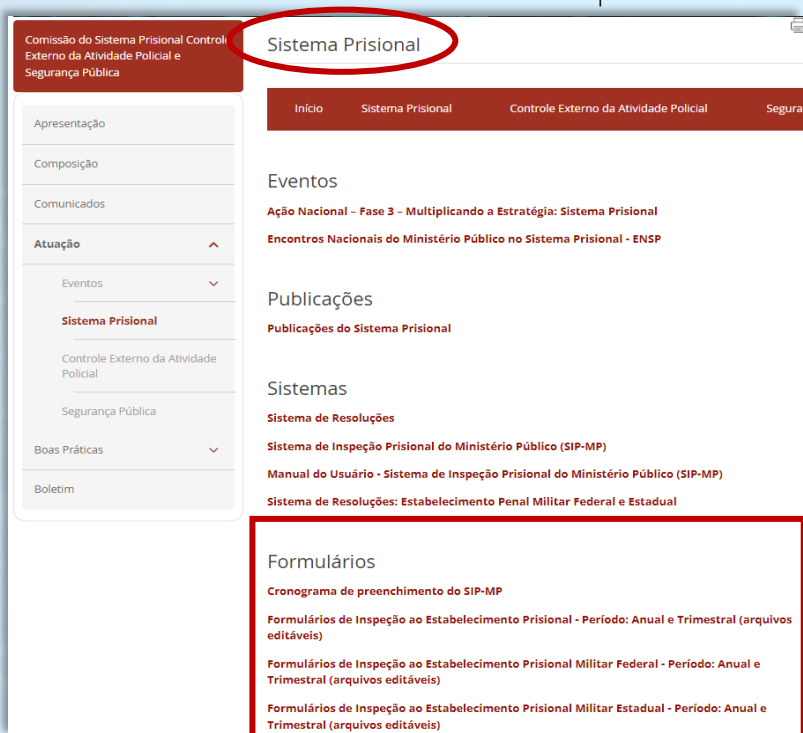 Comissão do Sistema Prisional Controle
Externo da Atividade Policial e
Segurança Pública
Apresentação
Composição
Comunicados
Atuação
Eventos
Sistema Prisional
Controle Externo da Atividade
Policial
Segurança Pública
Boas Práticas
Boletim
Sistema Prisional
Início Sistema Prisional Controle Externo da Atividade Policial Segura
Eventos
Ação Nacional – Fase 3 – Multiplicando a Estratégia: Sistema Prisional
Encontros Nacionais do Ministério Público no Sistema Prisional - ENSP
Publicações
Publicações do Sistema Prisional
Sistemas
Sistema de Resoluções
Sistema de Inspeção Prisional do Ministério Público (SIP-MP)
Manual do Usuário - Sistema de Inspeção Prisional do Ministério Público (SIP-MP)
Sistema de Resoluções: Estabelecimento Penal Militar Federal e Estadual
Formulários
Cronograma de preenchimento do SIP-MP
Formulários de Inspeção ao Estabelecimento Prisional - Período: Anual e Trimestral (arquivos
editáveis)
Formulários de Inspeção ao Estabelecimento Prisional Militar Federal - Período: Anual e
Trimestral (arquivos editáveis)
Formulários de Inspeção ao Estabelecimento Prisional Militar Estadual - Período: Anual e
Trimestral (arquivos editáveis)